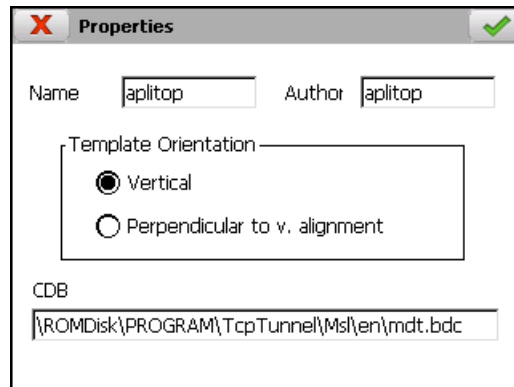 Properties
Name aplitop Author aplitop
Template Orientation
Vertical
Perpendicular to v. alignment
CDB
\ROMDisk\PROGRAM\TcpTunnel\Msl\en\mdt.bdc